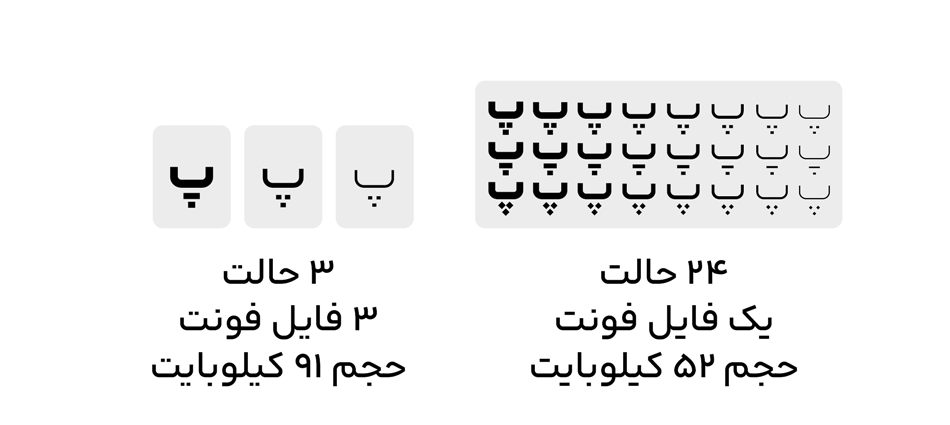 پ پ پ پ پ پ پ پ
پ پ پ پ پ پ پ پ
پ پ پ پ پ پ پ پ
۲۴ حالت
یک فایل فونت
حجم ۵۲ کیلوبایت
پ پ پ
۳ حالت
۳ فایل فونت
حجم ۹۱ کیلوبایت